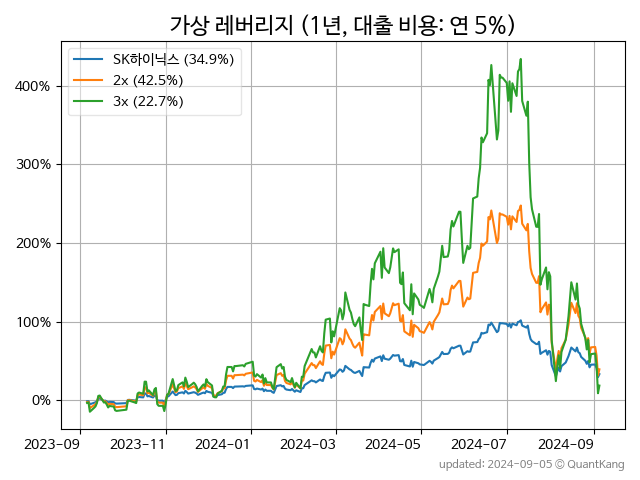 가상 레버리지 (1년, 대출 비용: 연 5%)
SK하이닉스 (34.9%)
2x (42.5%)
3x (22.7%)
400%
300%
200%
100%
0%
2023-09 2023-11 2024-01 2024-03 2024-05 2024-07 2024-09
updated: 2024-09-05 © QuantKang